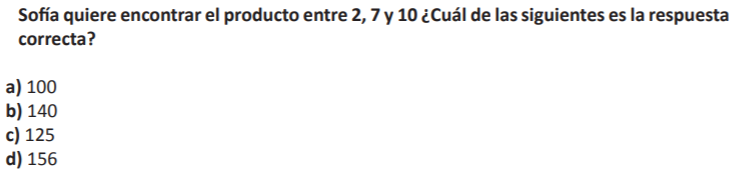 Sofía quiere encontrar el producto entre 2, 7 y 10 ¿Cuál de las siguientes es la respuesta
correcta?
a) 100
b) 140
c) 125
d) 156